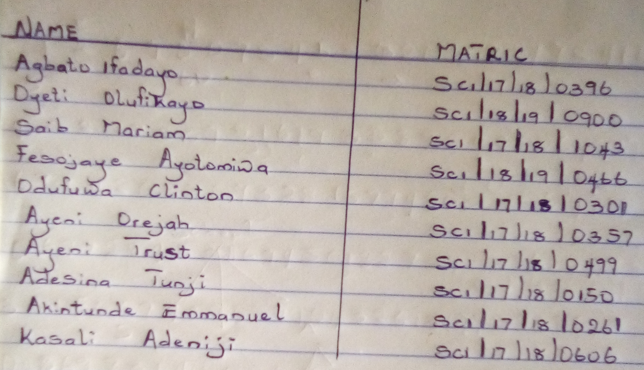 NAME MATRIC
Agbato Ifadayo Sci/17/18/0396
Oyeti Olufikayo Sci/18/19/0900
Saib Mariam Sci/17/18/1043
Fesojaye Ayotomiwa Sci/18/19/0466
Odufuwa Clinton Sci/17/18/0301
Ayeni Orejah Sci/17/18/0357
Ayeni Trust Sci/17/18/0499
Adesina Tunji Sci/17/18/0150
Akintunde Emmanuel Sci/17/18/0261
Kasali Adeniji Sci/17/18/0606